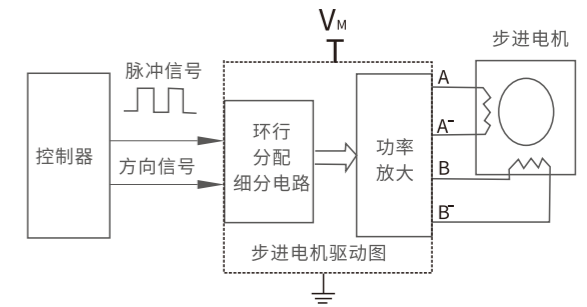 VM
步进电机
脉冲信号
A
控制器
环行
分配
细分电路
功率
放大
A-
方向信号
B
B-
步进电机驱动图